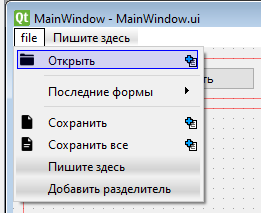 MainWindow - MainWindow.ui
file Пишите здесь
Открыть
Последние формы
Сохранить
Сохранить все
Пишите здесь
Добавить разделитель